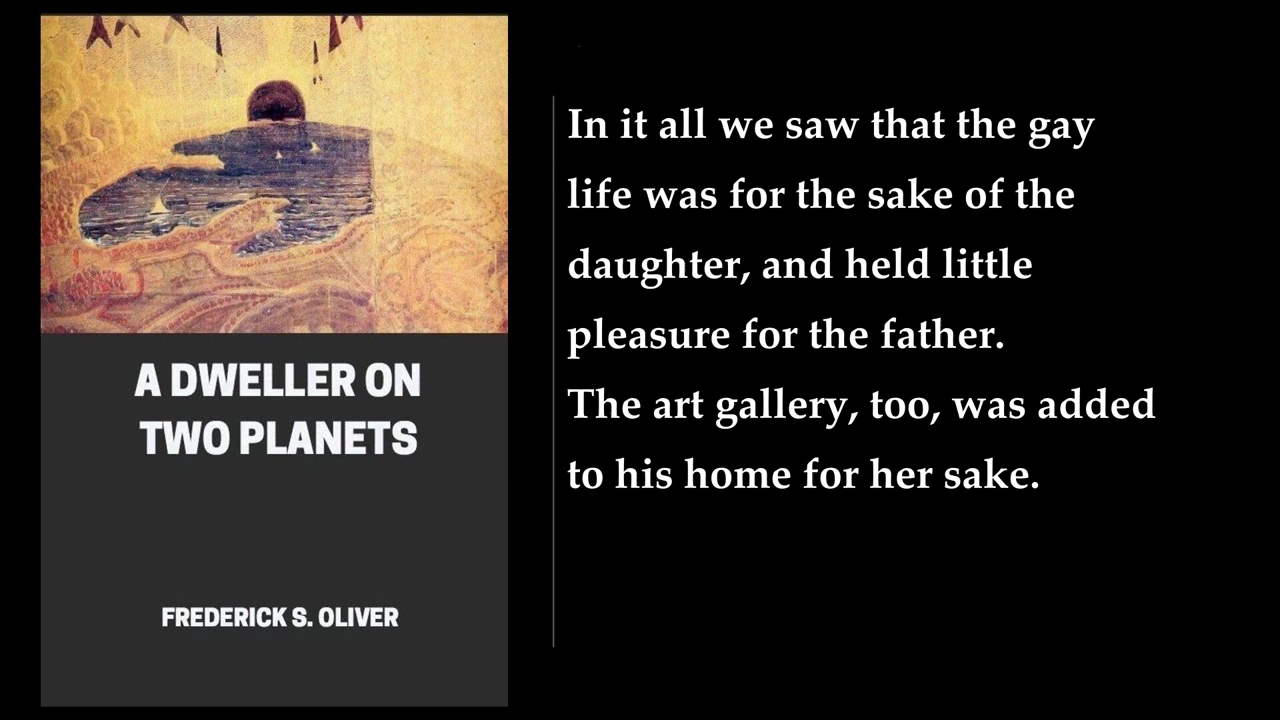 A DWELLER ON
TWO PLANETS
FREDERICK S. OLIVER
In it all we saw that the gay
life was for the sake of the
daughter, and held little
pleasure for the father.
The art gallery, too, was added
to his home for her sake.